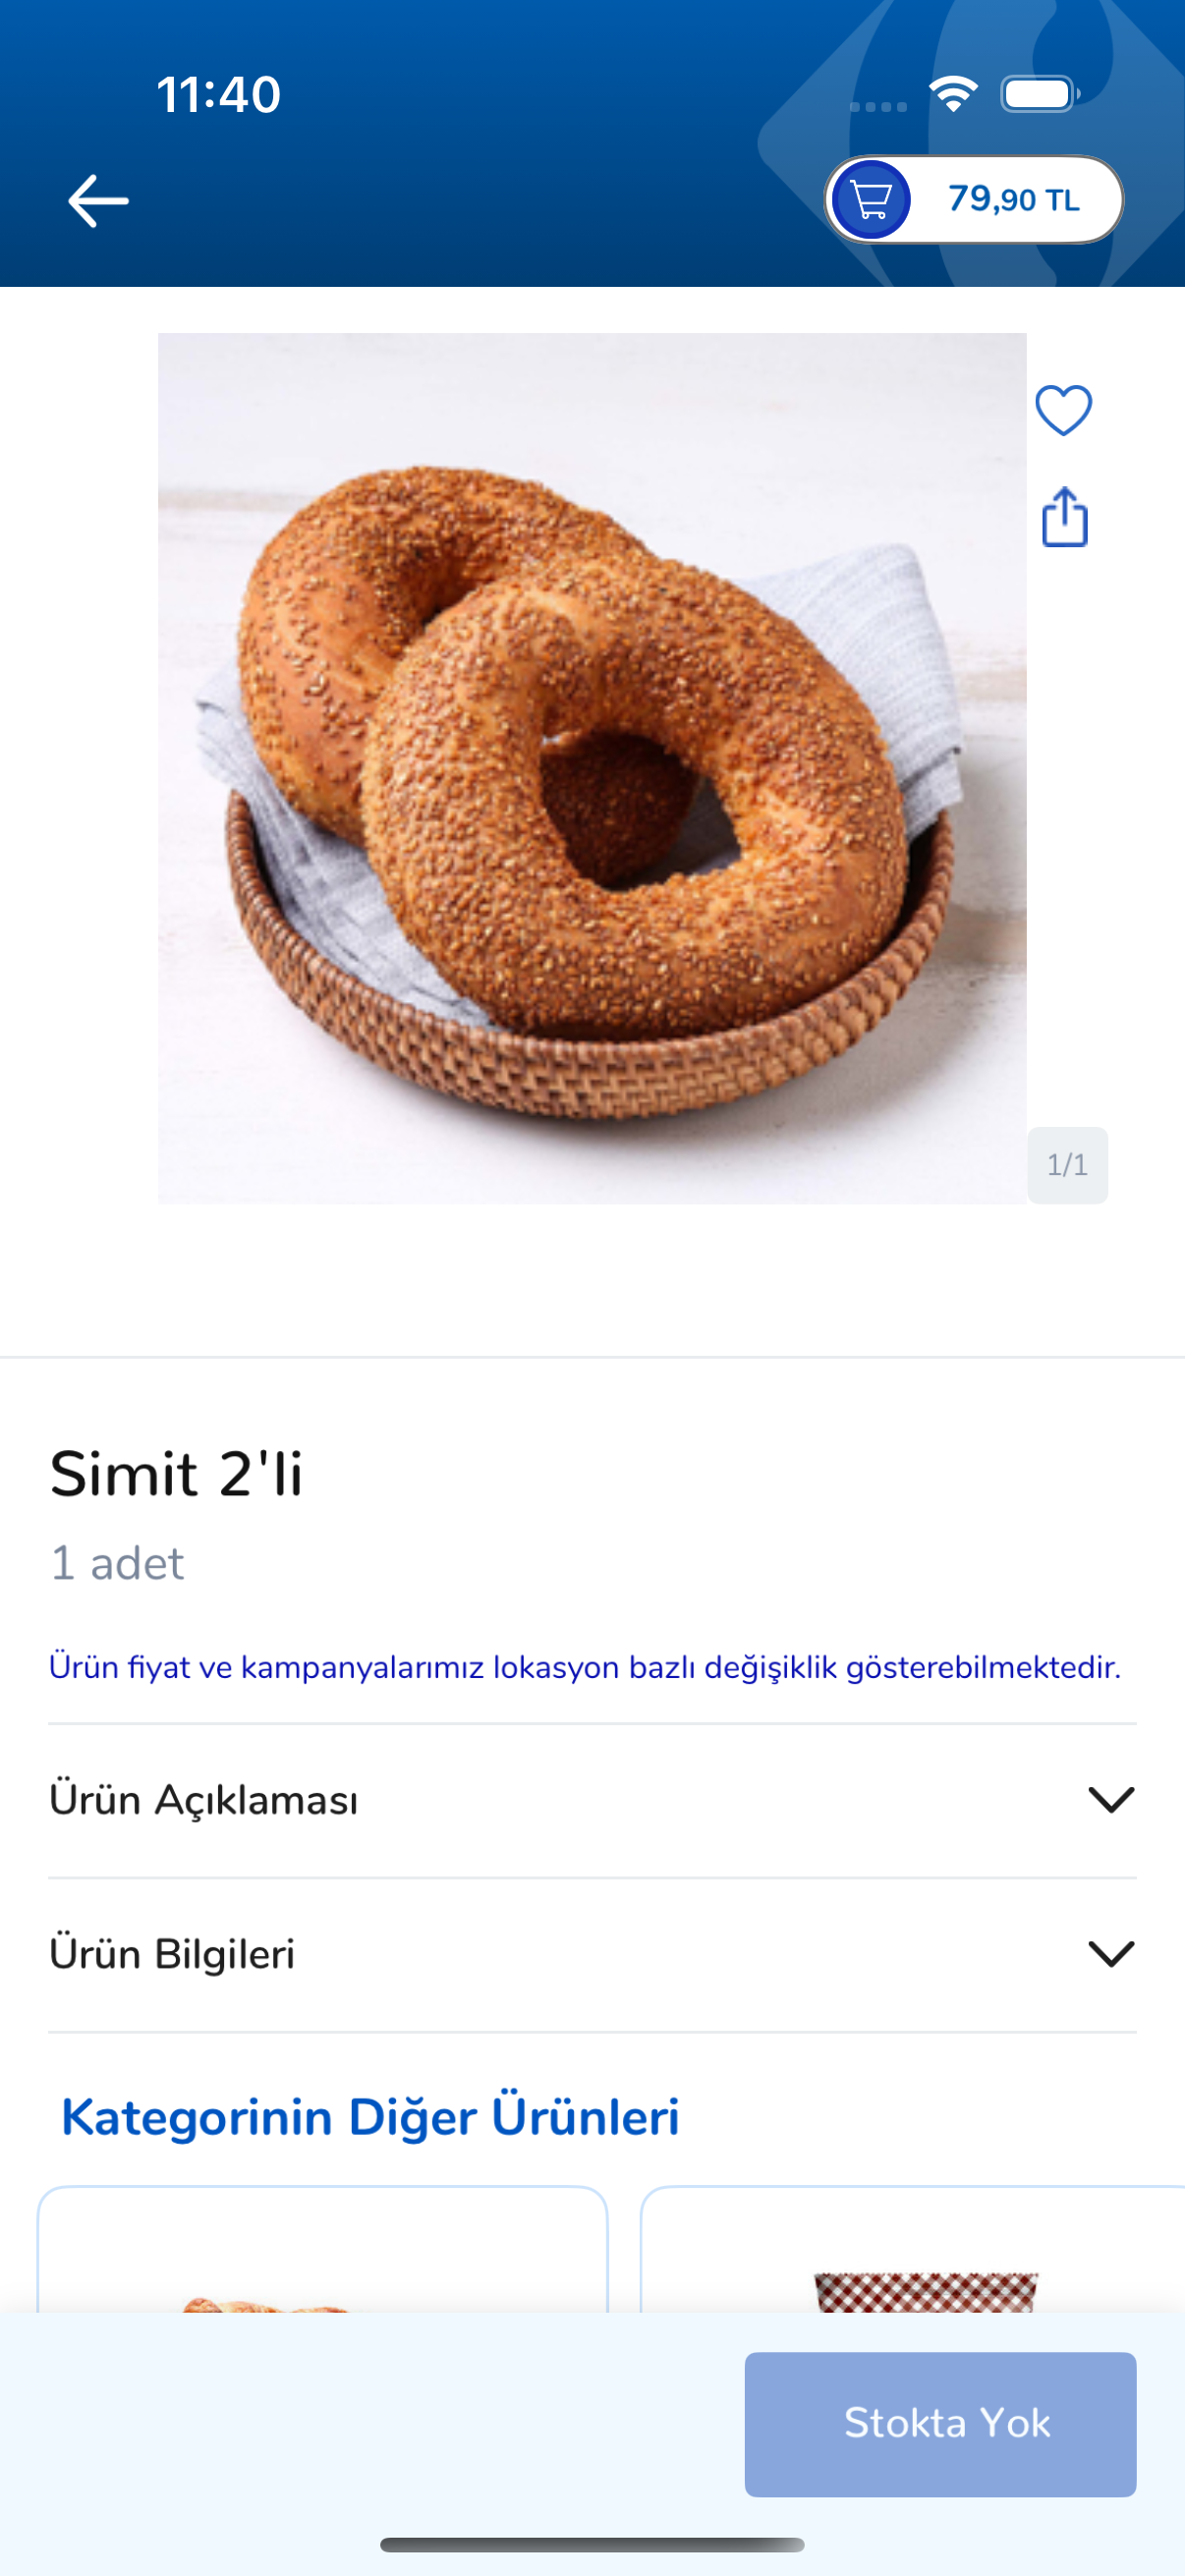 11:40
79,90 TL
1/1
Simit 2'li
1 adet
Ürün fiyat ve kampanyalarımız lokasyon bazlı değişiklik gösterebilmektedir.
Ürün Açıklaması
Ürün Bilgileri
Kategorinin Diğer Ürünleri
Stokta Yok